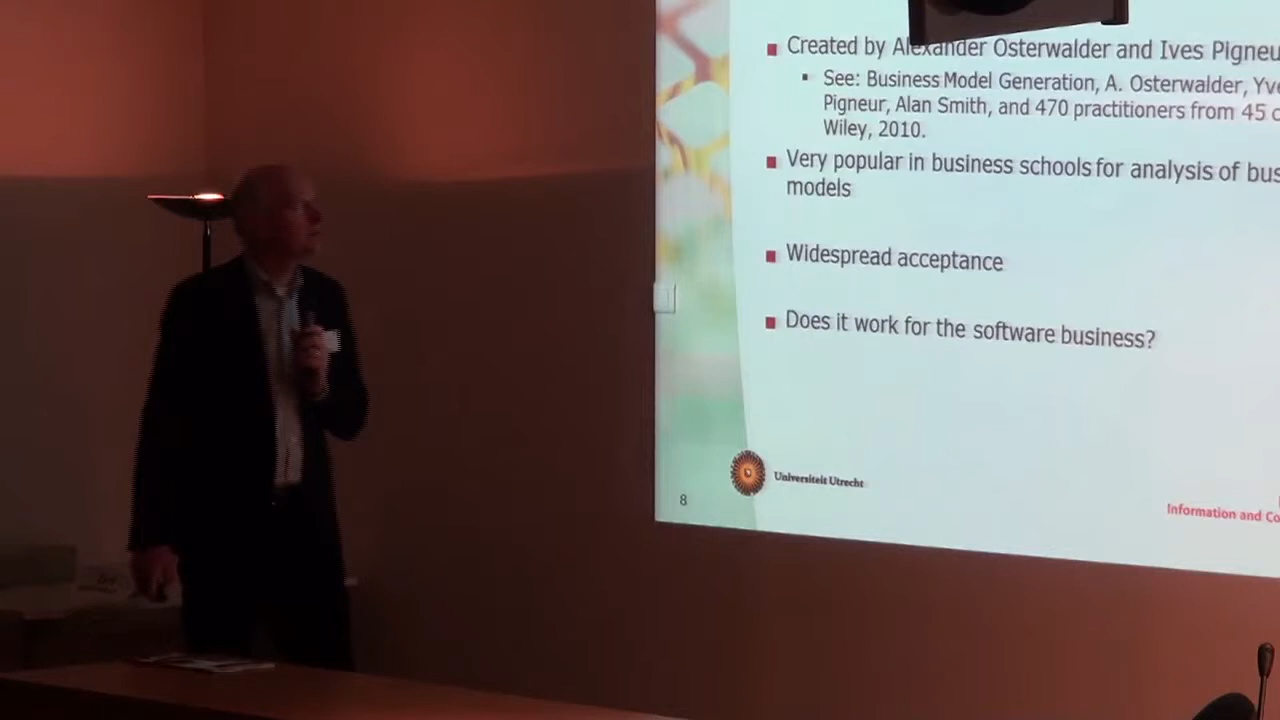 Created by Alexander Osterwalder and Ives Pigneu
See: Business Model Generation, A. Osterwalder, Yve
Pigneur, Alan Smith, and 470 practitioners from 45 c
Wiley, 2010.
Very popular in business schools for analysis of bus
models
Widespread acceptance
Does it work for the software business?
Universiteit Utrecht
8
Information and Co